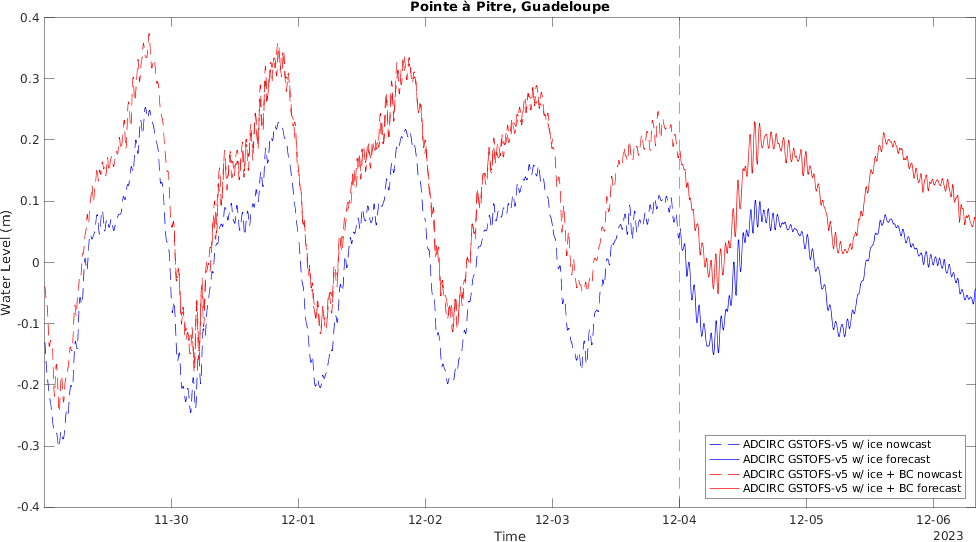 Pointe à Pitre, Guadeloupe
0.4
0.3
0.2
0.1
0
-0.1
-0.2
-0.3
-0.4
Water Level (m)
ADCIRC GSTOFS-v5 w/ ice nowcast
ADCIRC GSTOFS-v5 w/ ice forecast
ADCIRC GSTOFS-v5 w/ ice + BC nowcast
ADCIRC GSTOFS-v5 w/ ice + BC forecast
11-30 12-01 12-02 12-03 12-04 12-05 12-06
Time
2023